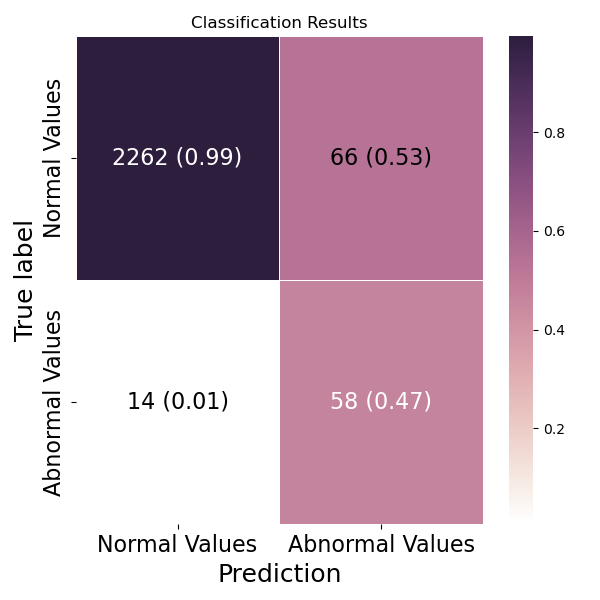 Classification Results
True label
Normal Values
Abnormal Values
2262 (0.99)
66 (0.53)
14 (0.01)
58 (0.47)
Normal Values
Abnormal Values
Prediction
0.8
0.6
0.4
0.2